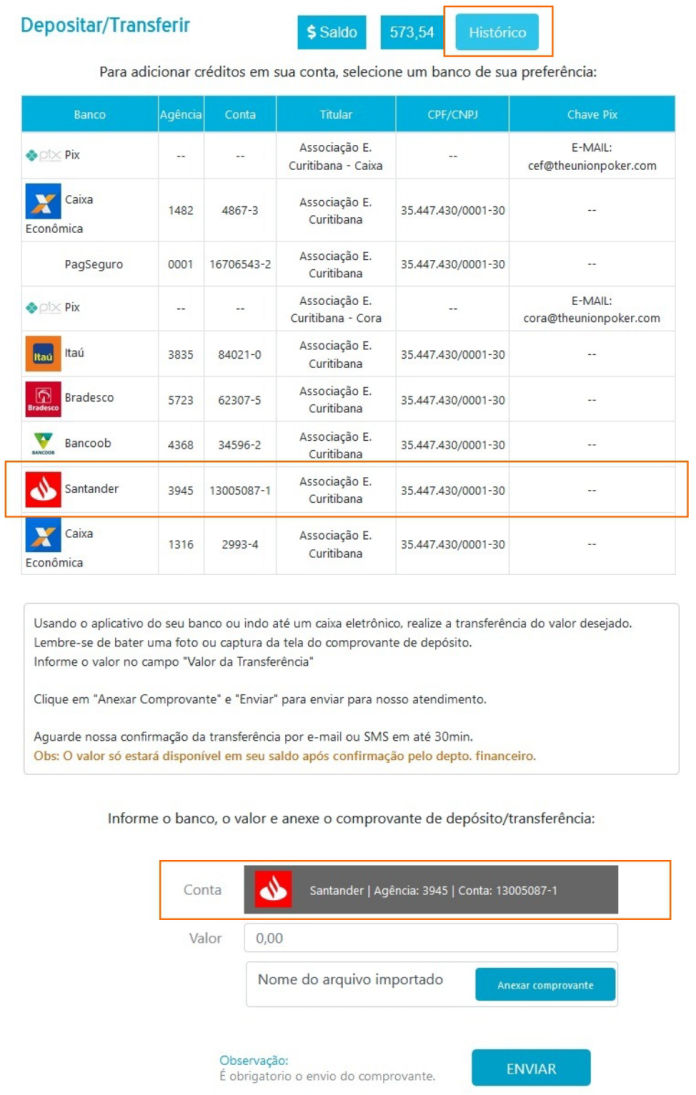 Depositar/Transferir
$ Saldo 573,54 Histórico
Para adicionar créditos em sua conta, selecione um banco de sua preferência:
Banco Agência Conta Titular CPF/CNPJ Chave Pix
pix Pix -- -- Associação E. Curitibana - Caixa -- E-MAIL: cef@theunionpoker.com
Caixa Econômica 1482 4867-3 Associação E. Curitibana 35.447.430/0001-30 --
PagSeguro 0001 16706543-2 Associação E. Curitibana 35.447.430/0001-30 --
pix Pix -- -- Associação E. Curitibana - Cora -- E-MAIL: cora@theunionpoker.com
Itaú Itaú 3835 84021-0 Associação E. Curitibana 35.447.430/0001-30 --
Bradesco Bradesco 5723 62307-5 Associação E. Curitibana 35.447.430/0001-30 --
BANCOOB Bancoob 4368 34596-2 Associação E. Curitibana 35.447.430/0001-30 --
Santander 3945 13005087-1 Associação E. Curitibana 35.447.430/0001-30 --
Caixa Econômica 1316 2993-4 Associação E. Curitibana 35.447.430/0001-30 --
Usando o aplicativo do seu banco ou indo até um caixa eletrônico, realize a transferência do valor desejado.
Lembre-se de bater uma foto ou captura da tela do comprovante de depósito.
Informe o valor no campo "Valor da Transferência"
Clique em "Anexar Comprovante" e "Enviar" para enviar para nosso atendimento.
Aguarde nossa confirmação da transferência por e-mail ou SMS em até 30min.
Obs: O valor só estará disponível em seu saldo após confirmação pelo depto. financeiro.
Informe o banco, o valor e anexe o comprovante de depósito/transferência:
Conta Santander | Agência: 3945 | Conta: 13005087-1
Valor 0,00
Nome do arquivo importado Anexar comprovante
Observação:
É obrigatorio o envio do comprovante.
ENVIAR